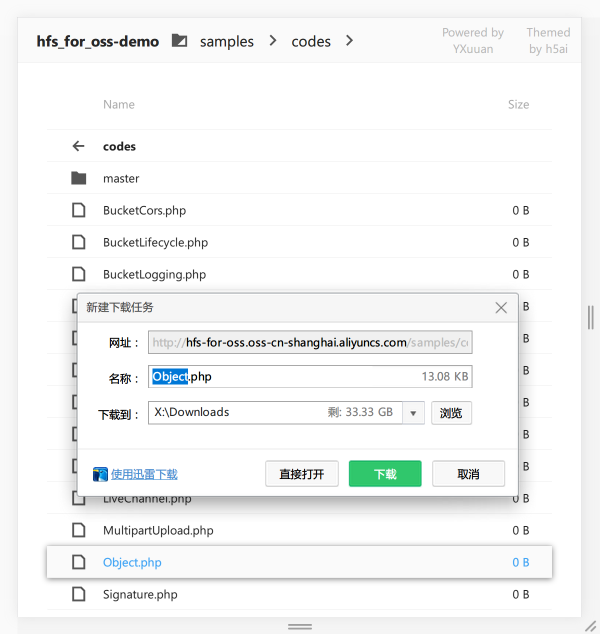 hfs_for_oss-demo samples codes
Powered by YXuuan
Themed by h5ai
Name Size
codes
master
BucketCors.php 0 B
BucketLifecycle.php 0 B
BucketLogging.php 0 B
新建下载任务
B
网址： http://hfs-for-oss.oss-cn-shanghai.aliyuncs.com/samples/c
B
名称： Object.php 13.08 KB
B
下载到： X:\Downloads 剩: 33.33 GB 浏览
B
B
使用迅雷下载 直接打开 下载 取消
B
LiveChannel.php 0 B
MultipartUpload.php 0 B
Object.php 0 B
Signature.php 0 B